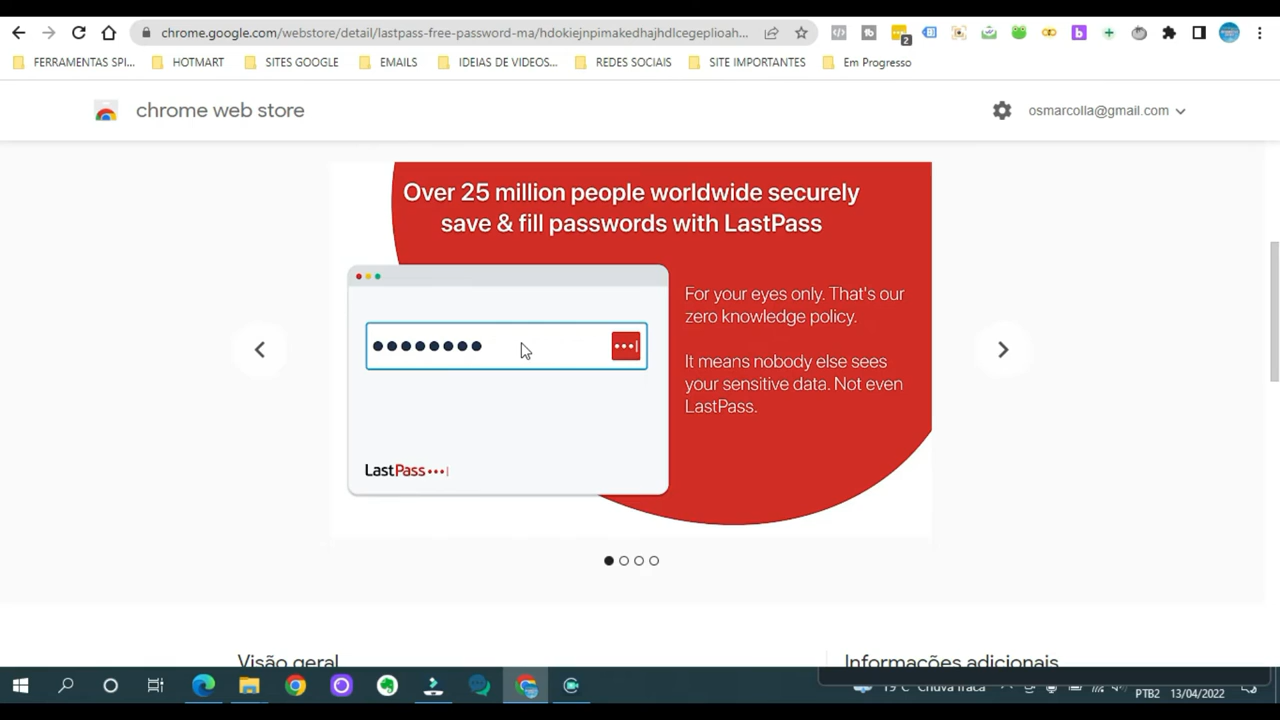 chrome.google.com/webstore/detail/lastpass-free-password-ma/hdokiejnpimakedhajhdlcegeplioahd...
2
FERRAMENTAS SPI...
HOTMART
SITES GOOGLE
EMAILS
IDEIAS DE VIDEOS...
REDES SOCIAIS
SITE IMPORTANTES
Em Progresso
chrome web store
osmarcolla@gmail.com
Over 25 million people worldwide securely
save & fill passwords with LastPass
For your eyes only. That's our
zero knowledge policy.
It means nobody else sees
your sensitive data. Not even
LastPass.
LastPass
Visão geral
Informações adicionais
19°C Chuva fraca
PTB2
13/04/2022